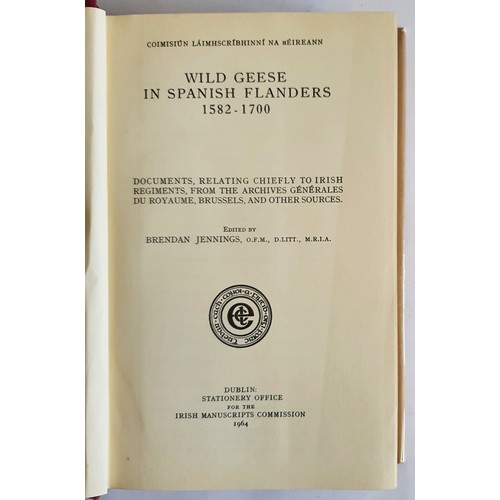 COIMISIÚN LÁIMHSCRÍBHINNÍ NA hÉIREANN
WILD GEESE
IN SPANISH FLANDERS
1582-1700
DOCUMENTS, RELATING CHIEFLY TO IRISH
REGIMENTS, FROM THE ARCHIVES GÉNÉRALES
DU ROYAUME, BRUSSELS, AND OTHER SOURCES.
EDITED BY
BRENDAN JENNINGS, O.F.M., D.LITT., M.R.I.A.
DUBLIN:
STATIONERY OFFICE
FOR THE
IRISH MANUSCRIPTS COMMISSION
1964